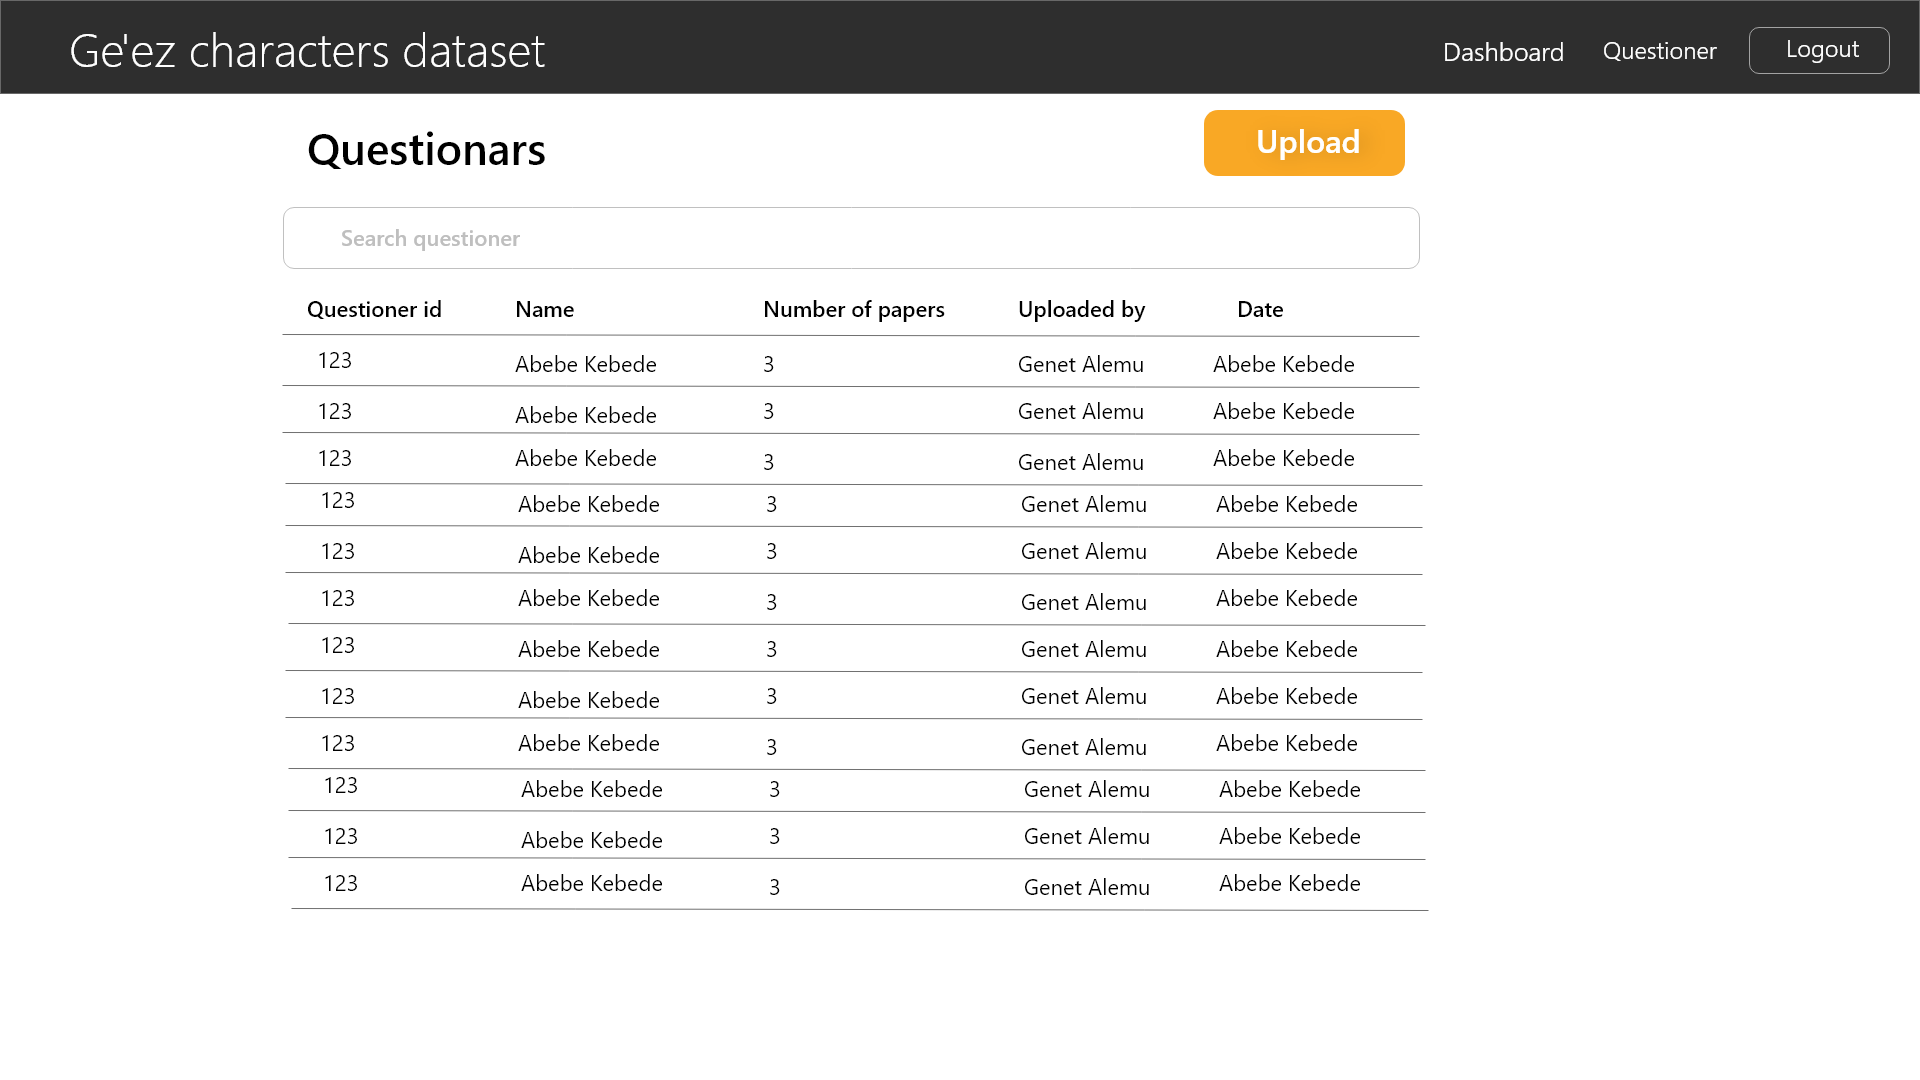 Ge'ez characters dataset Dashboard Questioner Logout
Questionars Upload
Search questioner
Questioner id Name Number of papers Uploaded by Date
123 Abebe Kebede 3 Genet Alemu Abebe Kebede
123 Abebe Kebede 3 Genet Alemu Abebe Kebede
123 Abebe Kebede 3 Genet Alemu Abebe Kebede
123 Abebe Kebede 3 Genet Alemu Abebe Kebede
123 Abebe Kebede 3 Genet Alemu Abebe Kebede
123 Abebe Kebede 3 Genet Alemu Abebe Kebede
123 Abebe Kebede 3 Genet Alemu Abebe Kebede
123 Abebe Kebede 3 Genet Alemu Abebe Kebede
123 Abebe Kebede 3 Genet Alemu Abebe Kebede
123 Abebe Kebede 3 Genet Alemu Abebe Kebede
123 Abebe Kebede 3 Genet Alemu Abebe Kebede
123 Abebe Kebede 3 Genet Alemu Abebe Kebede